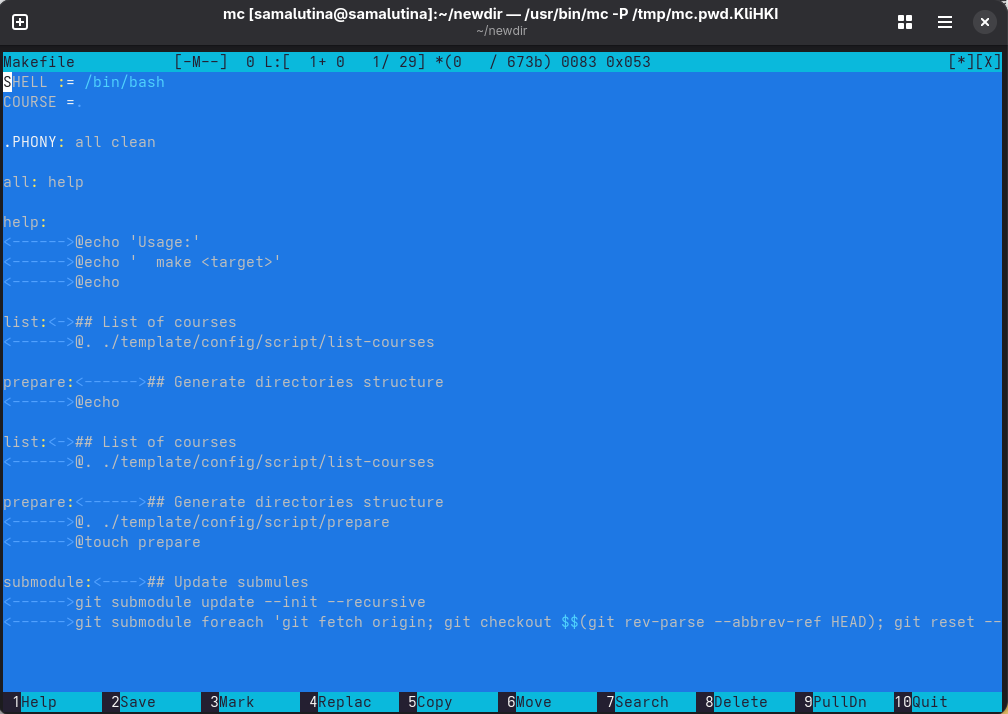 mc [samalutina@samalutina]:~/newdir — /usr/bin/mc -P /tmp/mc.pwd.KliHKI
~/newdir
Makefile           [-M--]  0 L:[  1+ 0   1/ 29] *(0   / 673b) 0083 0x053                                 [*][X]
SHELL := /bin/bash
COURSE =.

.PHONY: all clean

all: help

help:
<------>@echo 'Usage:'
<------>@echo '  make <target>'
<------>@echo

list:<->## List of courses
<------>@. ./template/config/script/list-courses

prepare:<------>## Generate directories structure
<------>@echo

list:<->## List of courses
<------>@. ./template/config/script/list-courses

prepare:<------>## Generate directories structure
<------>@. ./template/config/script/prepare
<------>@touch prepare

submodule:<---->## Update submules
<------>git submodule update --init --recursive
<------>git submodule foreach 'git fetch origin; git checkout $$(git rev-parse --abbrev-ref HEAD); git reset --
1Help 2Save 3Mark 4Replac 5Copy 6Move 7Search 8Delete 9PullDn 10Quit